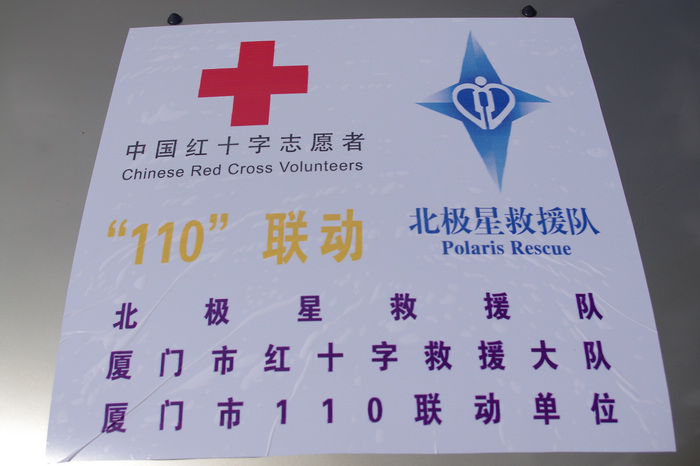 中国红十字志愿者
Chinese Red Cross Volunteers
北极星救援队
Polaris Rescue
“110”联动
北极星救援队
厦门市红十字救援大队
厦门市110联动单位